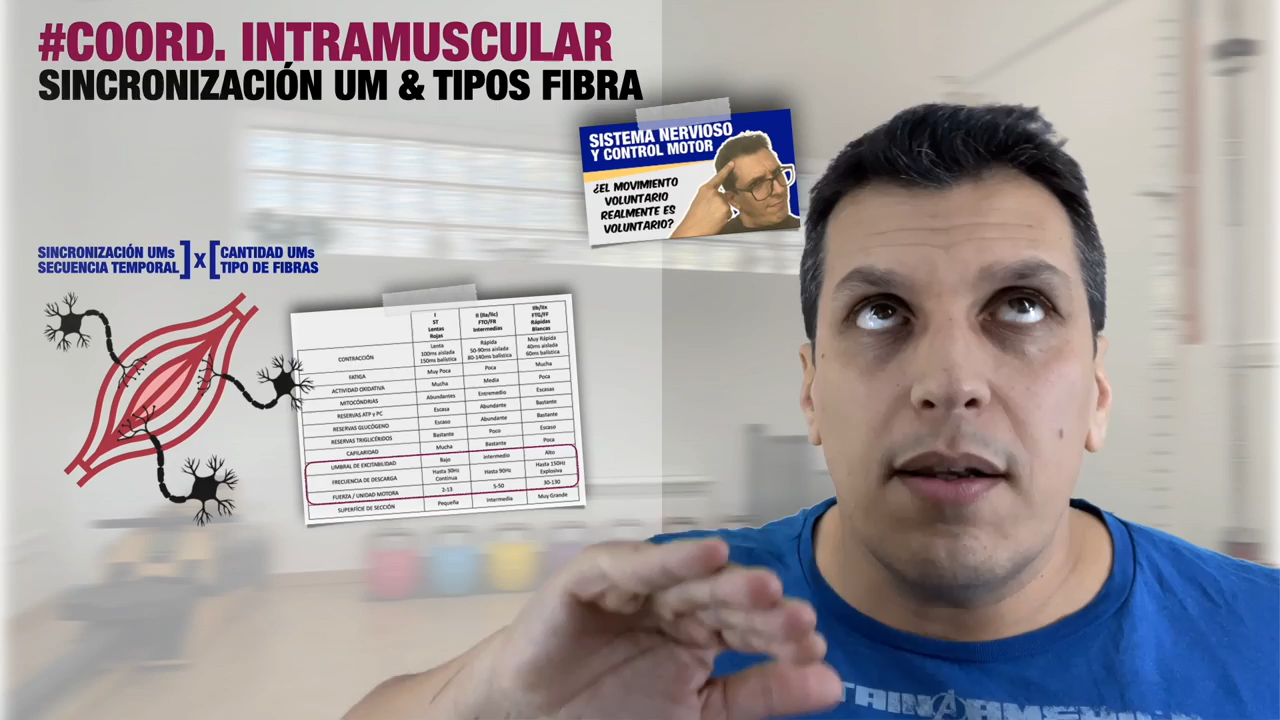 #COORD. INTRAMUSCULAR
SINCRONIZACIÓN UM & TIPOS FIBRA
SISTEMA NERVIOSO
Y CONTROL MOTOR
¿EL MOVIMIENTO
VOLUNTARIO
REALMENTE ES
VOLUNTARIO?
SINCRONIZACIÓN UMs ] x [ CANTIDAD UMs
SECUENCIA TEMPORAL TIPO DE FIBRAS
I II (IIa/IIc) IIb/IIx
ST FTO/FR FTG/FF
Lentas Rápidas
Rojas Intermedias Blancas
CONTRACCIÓN Lenta Rápida Muy Rápida
100ms aislada 50-90ms aislada 40ms aislada
150ms balística 80-140ms balística 60ms balística
FATIGA Muy Poca Poca Mucha
ACTIVIDAD OXIDATIVA Mucha Media Poca
MITOCÓNDRIAS Abundantes Entremedio Escasas
RESERVAS ATP y PC Escasa Abundante Bastante
RESERVAS GLUCÓGENO Escaso Abundante Bastante
RESERVAS TRIGLICÉRIDOS Bastante Poco Escaso
CAPILARIDAD Mucha Bastante Poca
UMBRAL DE EXCITABILIDAD Bajo Intermedio Alto
FRECUENCIA DE DESCARGA Hasta 30Hz Hasta 90Hz Hasta 150Hz
Continua Explosiva
FUERZA / UNIDAD MOTORA 2-13 5-50 30-130
SUPERFÍCIE DE SECCIÓN Pequeña Intermedia Muy Grande